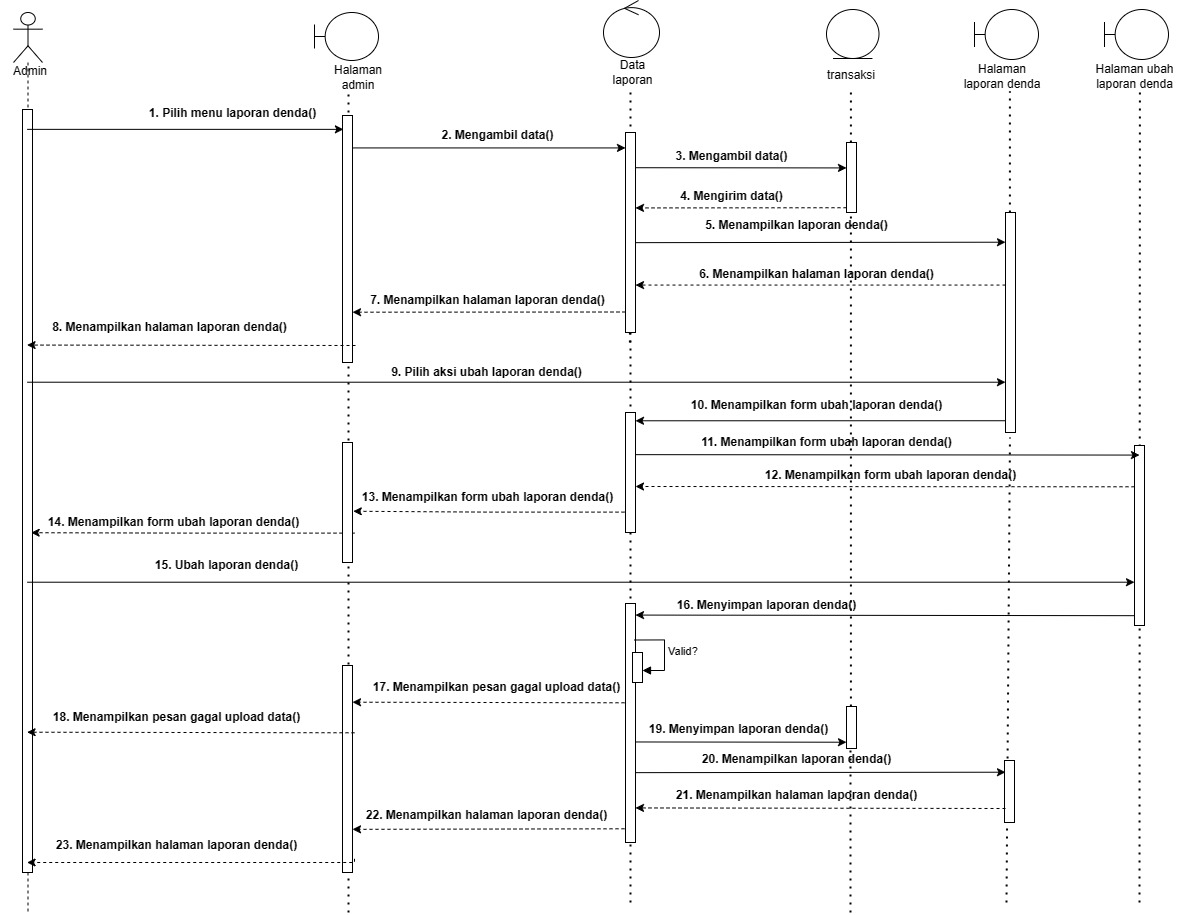 Admin
Halaman
admin
Data
laporan
transaksi
Halaman
laporan denda
Halaman ubah
laporan denda
1. Pilih menu laporan denda()
2. Mengambil data()
3. Mengambil data()
4. Mengirim data()
5. Menampilkan laporan denda()
6. Menampilkan halaman laporan denda()
7. Menampilkan halaman laporan denda()
8. Menampilkan halaman laporan denda()
9. Pilih aksi ubah laporan denda()
10. Menampilkan form ubah laporan denda()
11. Menampilkan form ubah laporan denda()
12. Menampilkan form ubah laporan denda()
13. Menampilkan form ubah laporan denda()
14. Menampilkan form ubah laporan denda()
15. Ubah laporan denda()
16. Menyimpan laporan denda()
Valid?
17. Menampilkan pesan gagal upload data()
18. Menampilkan pesan gagal upload data()
19. Menyimpan laporan denda()
20. Menampilkan laporan denda()
21. Menampilkan halaman laporan denda()
22. Menampilkan halaman laporan denda()
23. Menampilkan halaman laporan denda()